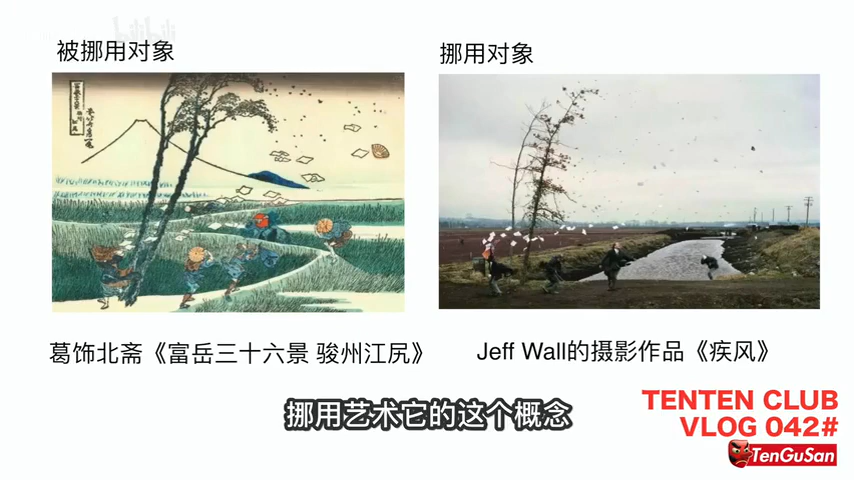 bilibili
被挪用对象
挪用对象
葛饰北斋《富岳三十六景 骏州江尻》
Jeff Wall的摄影作品《疾风》
挪用艺术它的这个概念
TENTEN CLUB
VLOG 042#
TenGuSan